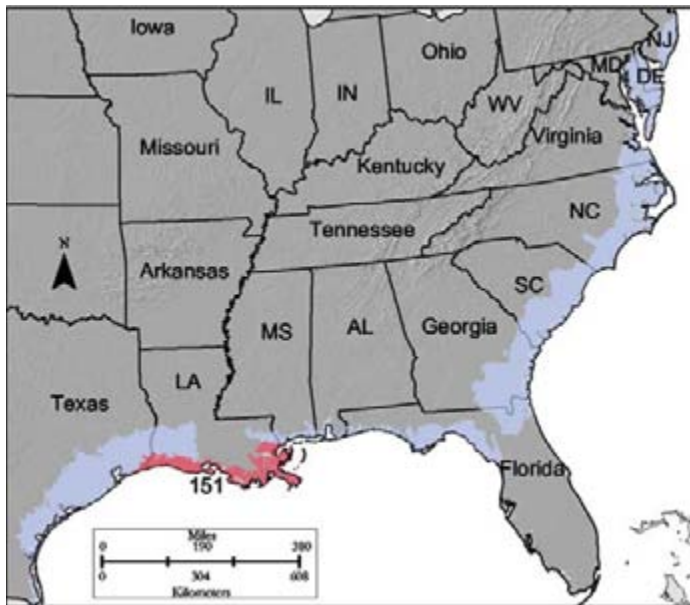 Iowa
Ohio
NJ
MD
DE
IL
IN
WV
Virginia
Missouri
Kentucky
NC
Tennessee
N
Arkansas
SC
MS
AL
Georgia
LA
Texas
Florida
151
Miles
0 190 380
0 304 608
Kilometers